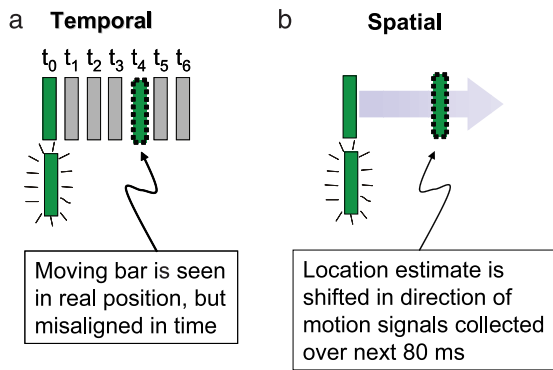 a Temporal
t0 t1 t2 t3 t4 t5 t6
Moving bar is seen
in real position, but
misaligned in time
b Spatial
Location estimate is
shifted in direction of
motion signals collected
over next 80 ms